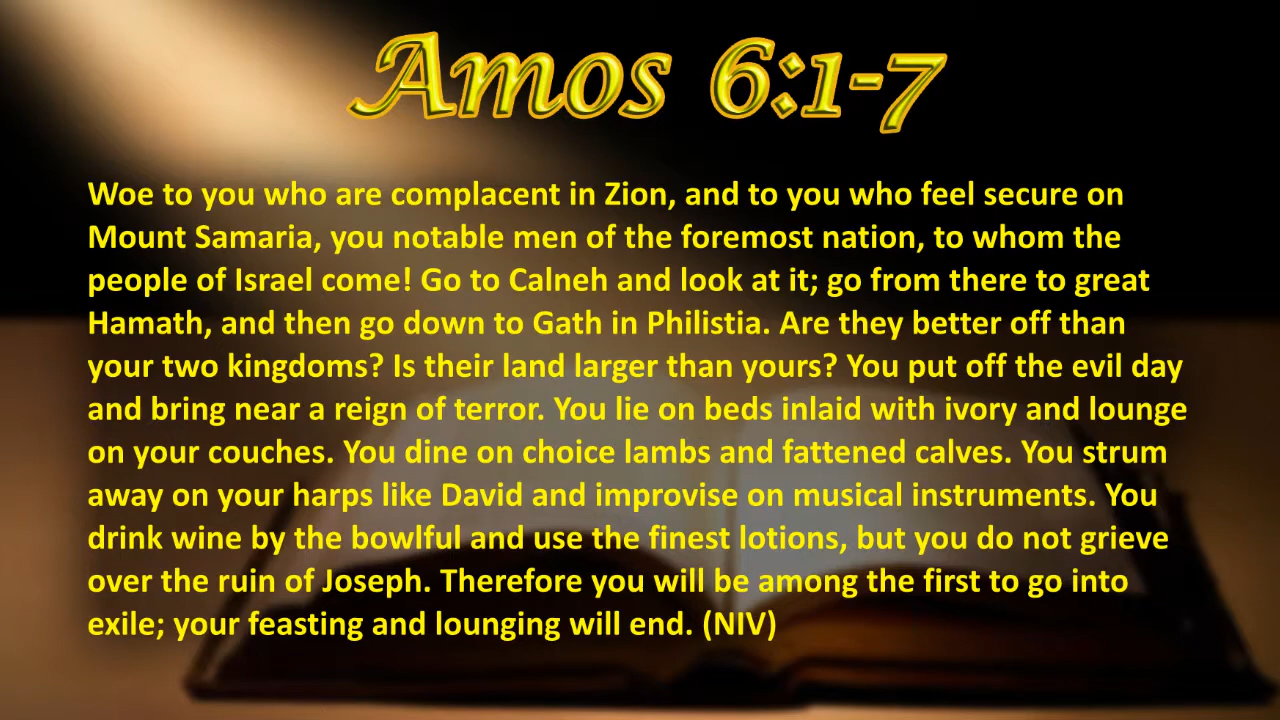 Amos 6:1-7
Woe to you who are complacent in Zion, and to you who feel secure on
Mount Samaria, you notable men of the foremost nation, to whom the
people of Israel come! Go to Calneh and look at it; go from there to great
Hamath, and then go down to Gath in Philistia. Are they better off than
your two kingdoms? Is their land larger than yours? You put off the evil day
and bring near a reign of terror. You lie on beds inlaid with ivory and lounge
on your couches. You dine on choice lambs and fattened calves. You strum
away on your harps like David and improvise on musical instruments. You
drink wine by the bowlful and use the finest lotions, but you do not grieve
over the ruin of Joseph. Therefore you will be among the first to go into
exile; your feasting and lounging will end. (NIV)